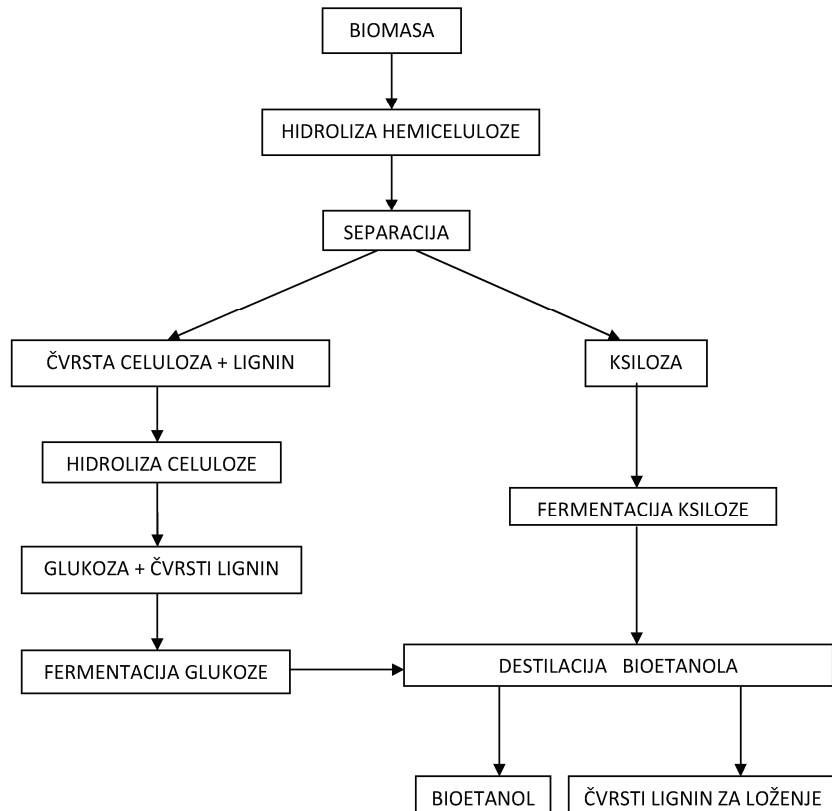 BIOMASA
HIDROLIZA HEMICELULOZE
SEPARACIJA
ČVRSTA CELULOZA + LIGNIN
KSILOZA
HIDROLIZA CELULOZE
FERMENTACIJA KSILOZE
GLUKOZA + ČVRSTI LIGNIN
FERMENTACIJA GLUKOZE
DESTILACIJA BIOETANOLA
BIOETANOL
ČVRSTI LIGNIN ZA LOŽENJE